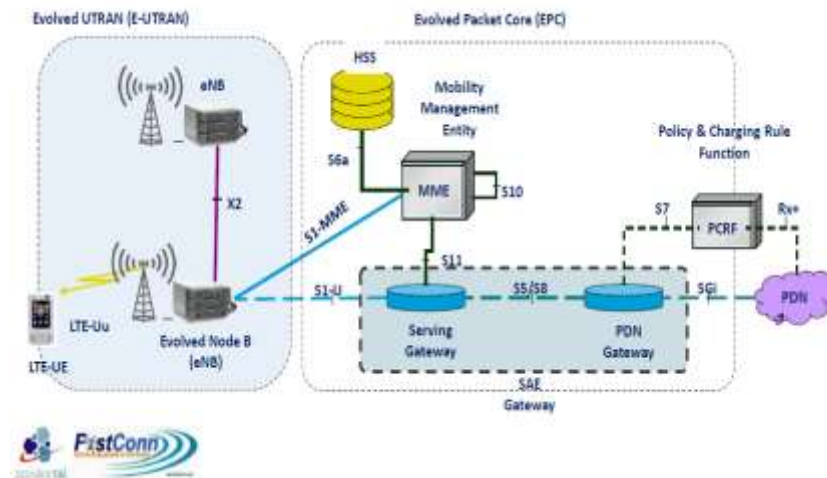 Evolved UTRAN (E-UTRAN)
Evolved Packet Core (EPC)
HSS
eNB
Mobility
Management
Entity
Policy & Charging Rule
Function
S6a
MME
S10
X2
S1-MME
S7
PCRF
Rx+
S11
S1-U
S5/S8
SGi
PDN
LTE-Uu
Serving
Gateway
PDN
Gateway
Evolved Node B
(eNB)
LTE-UE
SAE
Gateway
FistConn